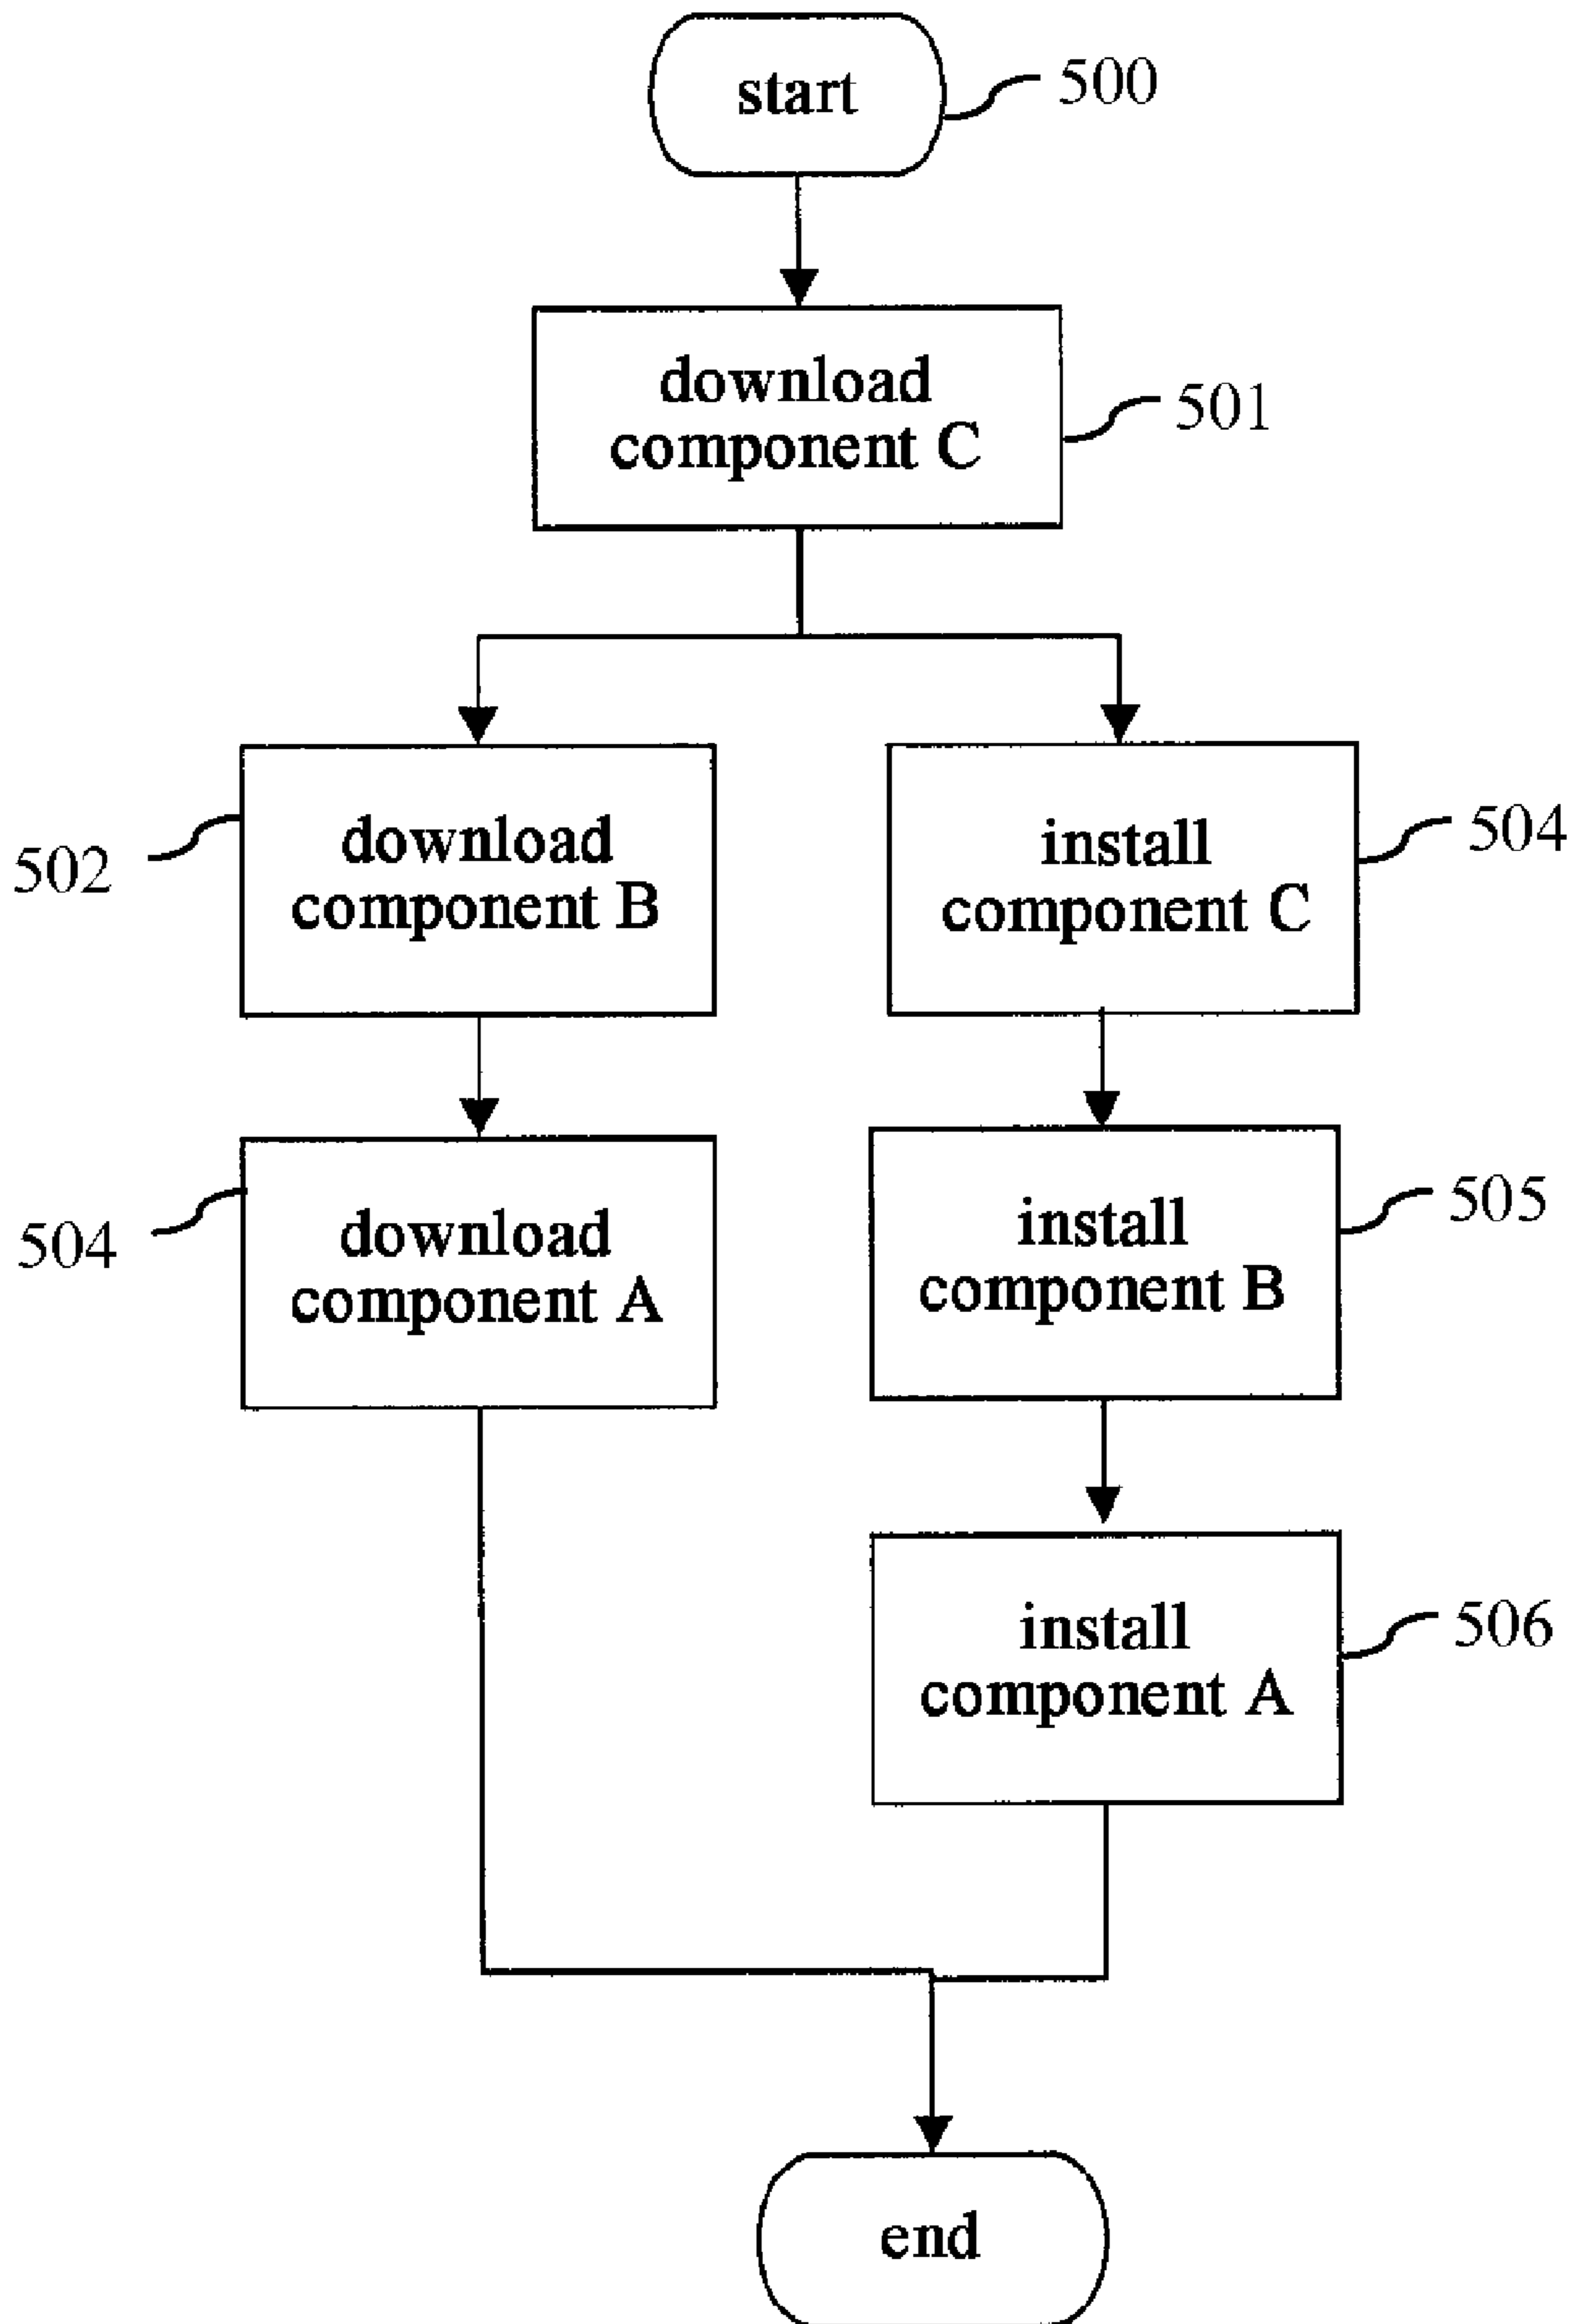 start
500
download
component C
501
502
download
component B
install
component C
504
504
download
component A
install
component B
505
install
component A
506
end